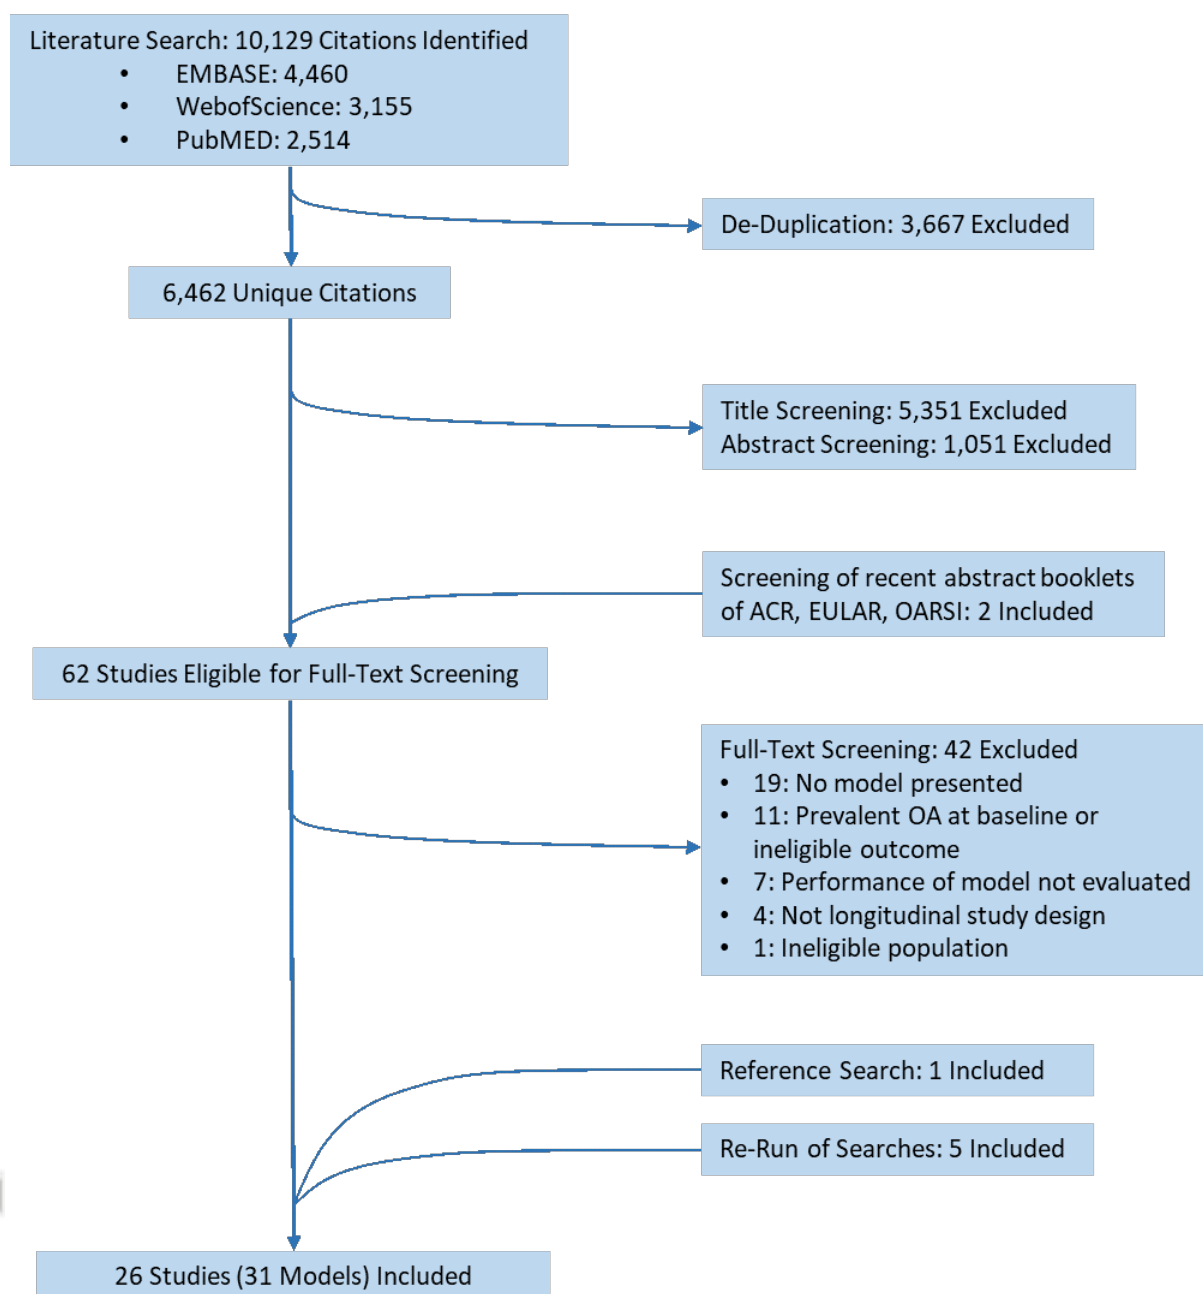 Literature Search: 10,129 Citations Identified
• EMBASE: 4,460
• WebofScience: 3,155
• PubMED: 2,514
De-Duplication: 3,667 Excluded
6,462 Unique Citations
Title Screening: 5,351 Excluded
Abstract Screening: 1,051 Excluded
Screening of recent abstract booklets
of ACR, EULAR, OARSI: 2 Included
62 Studies Eligible for Full-Text Screening
Full-Text Screening: 42 Excluded
• 19: No model presented
• 11: Prevalent OA at baseline or
ineligible outcome
• 7: Performance of model not evaluated
• 4: Not longitudinal study design
• 1: Ineligible population
Reference Search: 1 Included
Re-Run of Searches: 5 Included
26 Studies (31 Models) Included